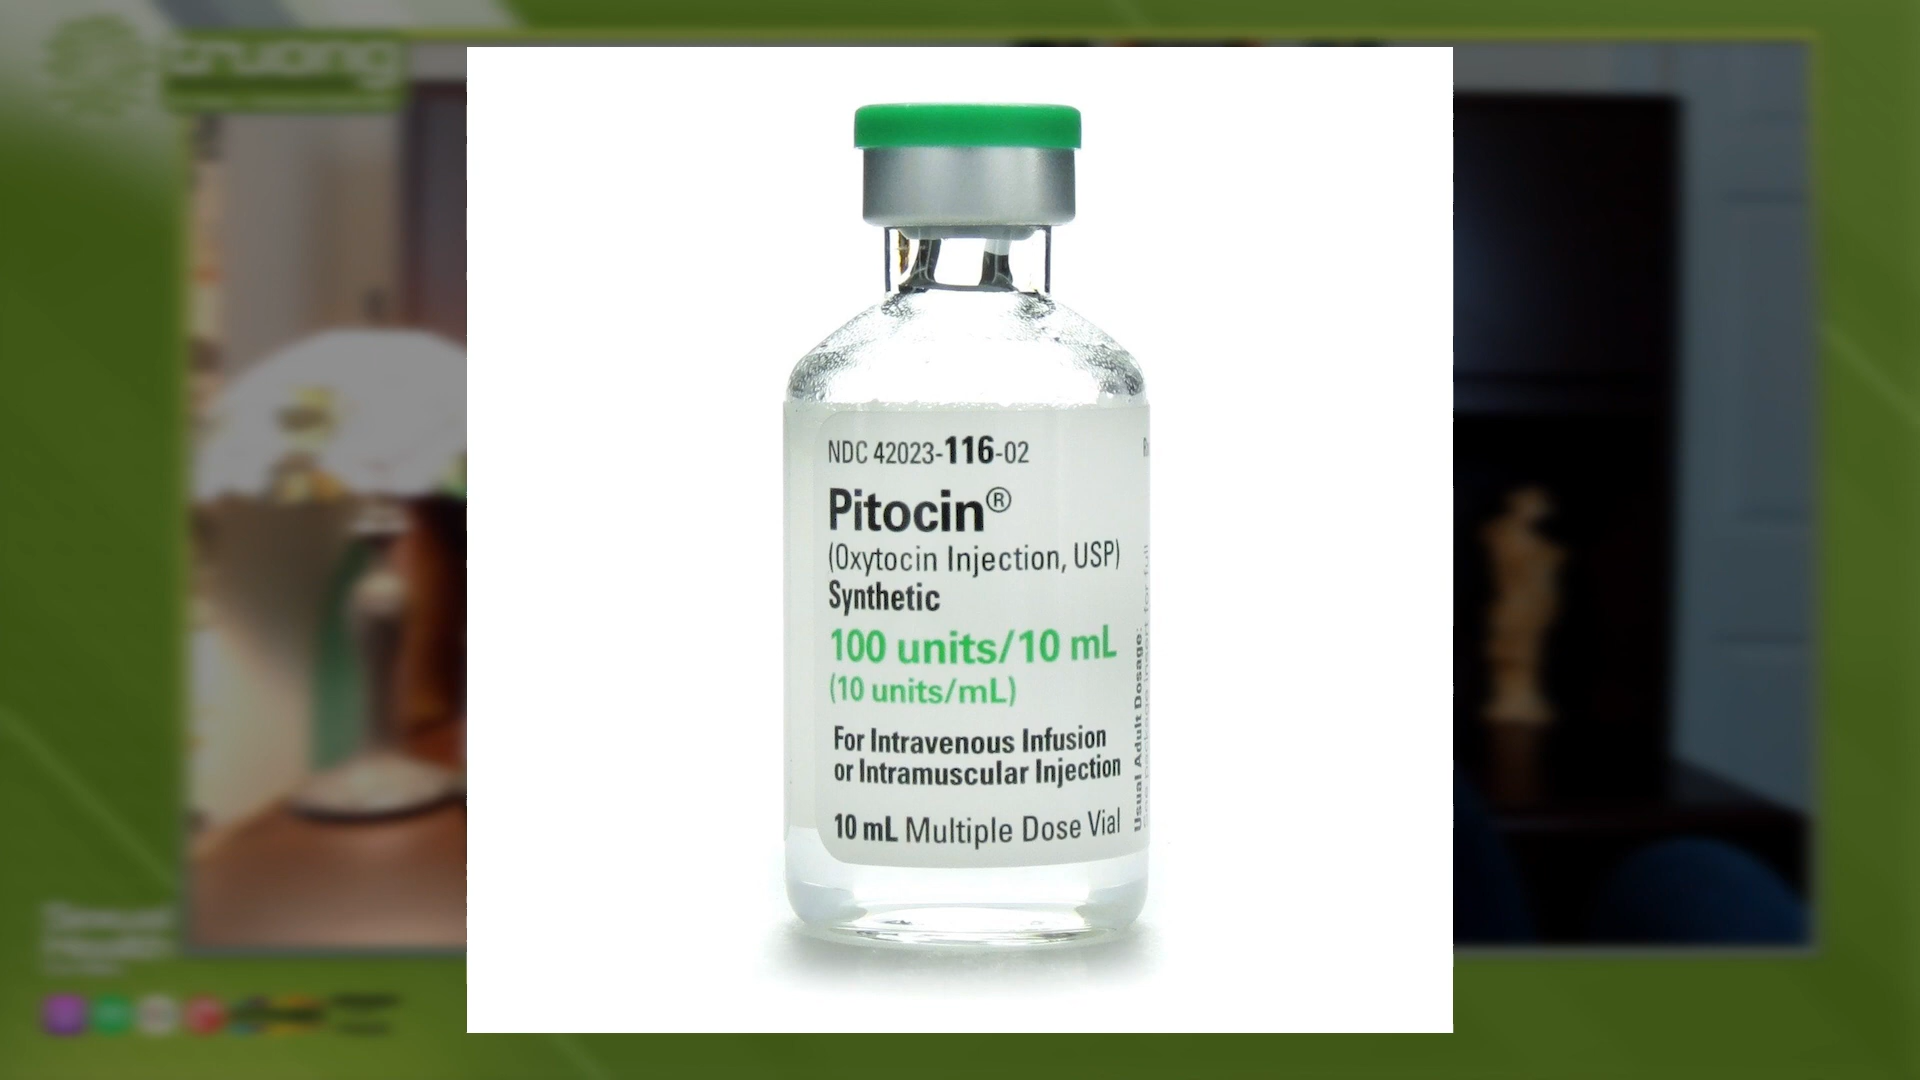 truong
NDC 42023-116-02
Pitocin®
(Oxytocin Injection, USP)
Synthetic
100 units/10 mL
(10 units/mL)
For Intravenous Infusion
or Intramuscular Injection
10 mL Multiple Dose Vial
Usual Adult Dosage: